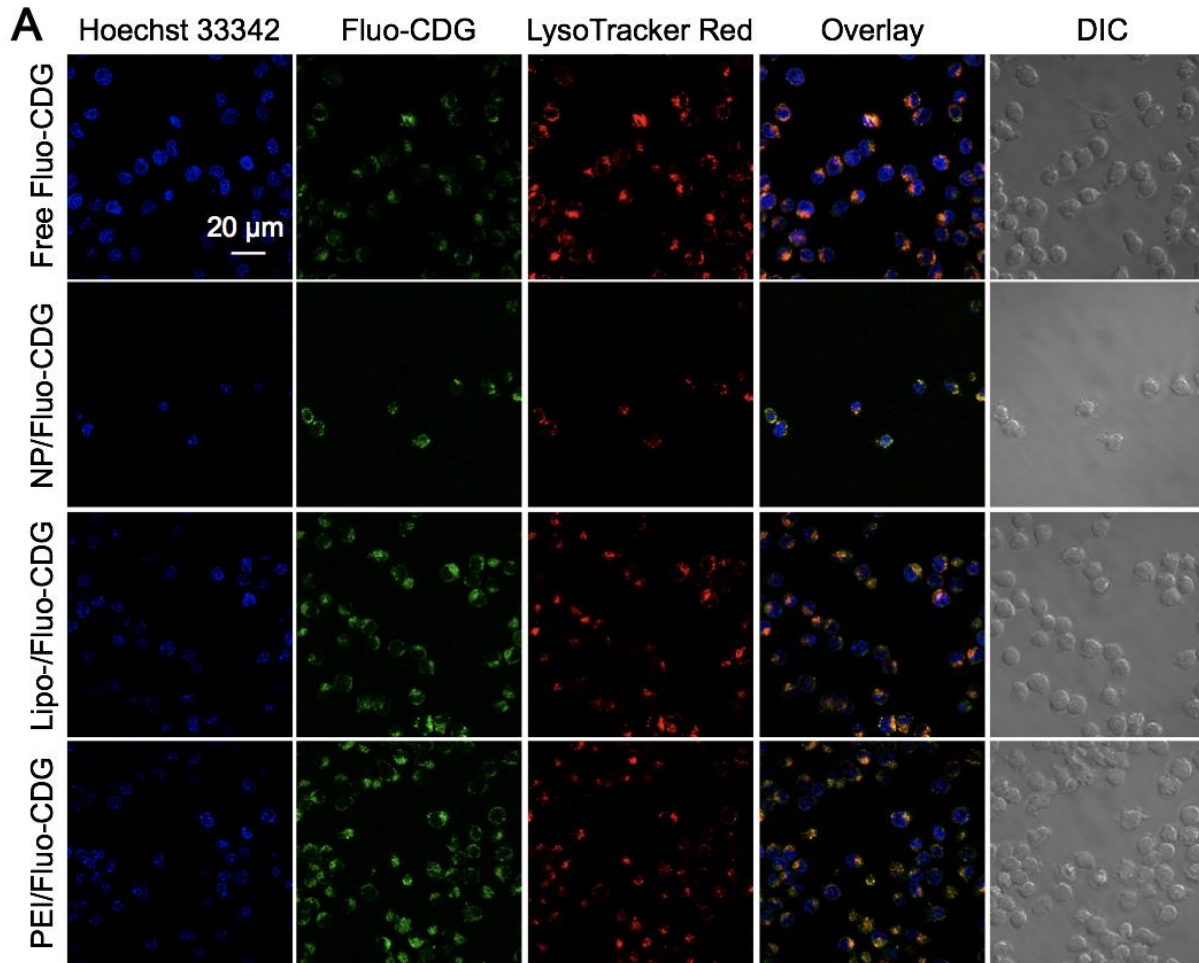 A
Hoechst 33342 Fluo-CDG LysoTracker Red Overlay DIC
Free Fluo-CDG
20 µm
NP/Fluo-CDG
Lipo-/Fluo-CDG
PEI/Fluo-CDG